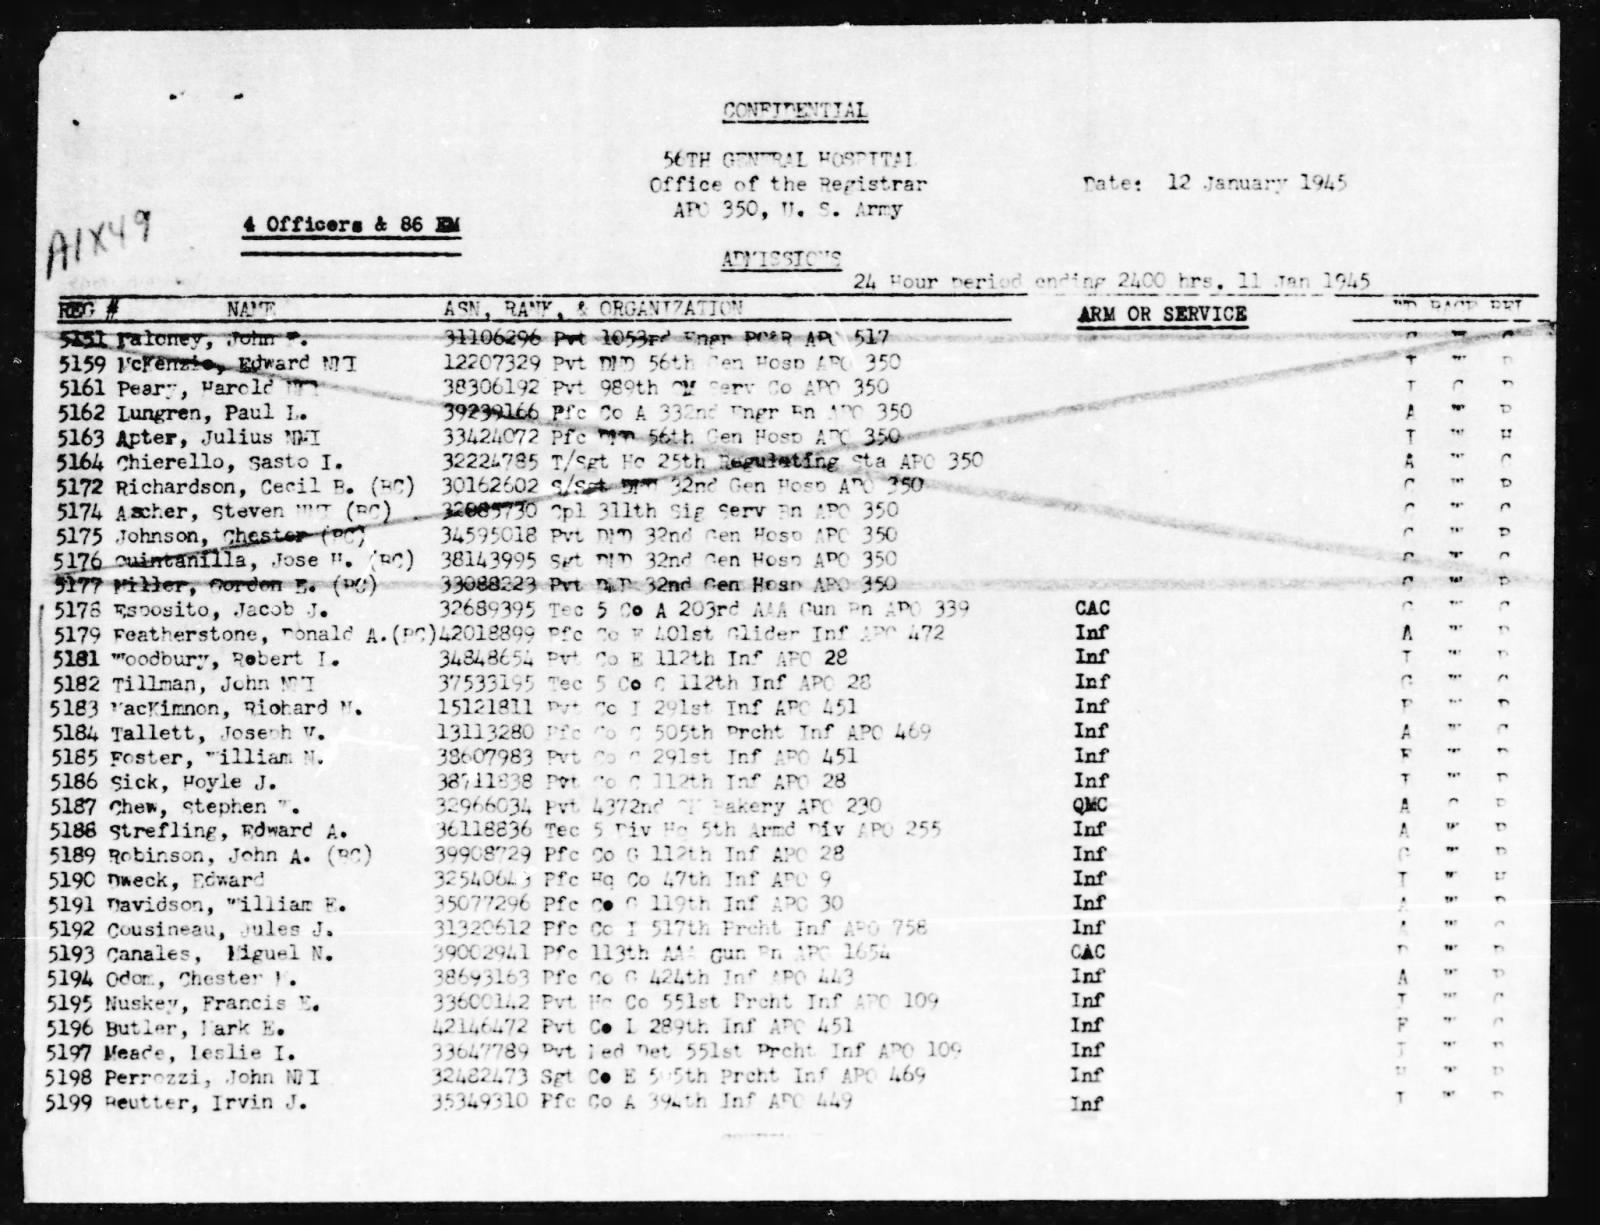 CONFIDENTIAL
56TH GENERAL HOSPITAL
Office of the Registrar
Date: 12 January 1945
APO 350, U. S. Army
A1X49
4 Officers & 86 EM
ADMISSIONS
24 Hour period ending 2400 hrs. 11 Jan 1945
REG # NAME ASN, RANK, & ORGANIZATION ARM OR SERVICE WD RACE REL
5151 Maloney, John F. 31106296 Pvt 1053rd Engr PC&R APO 517
5159 McKenzie, Edward NMI 12207329 Pvt DMD 56th Gen Hosp APO 350 T W P
5161 Peary, Harold NMI 38306192 Pvt 989th QM Serv Co APO 350 T C P
5162 Lungren, Paul L. 39239166 Pfc Co A 332nd Engr Bn APO 350 A W P
5163 Apter, Julius NMI 33424072 Pfc DMD 56th Gen Hosp APO 350 T W H
5164 Chierello, Sasto I. 32224785 T/Sgt Hq 25th Regulating Sta APO 350 A W C
5172 Richardson, Cecil B. (BC) 30162602 S/Sgt DMD 32nd Gen Hosp APO 350 C W P
5174 Ascher, Steven NMI (BC) 32085730 Cpl 311th Sig Serv Bn APO 350 C W C
5175 Johnson, Chester (BC) 34595018 Pvt DMD 32nd Gen Hosp APO 350 C W P
5176 Quintanilla, Jose H. (BC) 38143995 Sgt DMD 32nd Gen Hosp APO 350
5177 Miller, Gordon E. (BC) 33088223 Pvt DMD 32nd Gen Hosp APO 350 C W P
5178 Esposito, Jacob J. 32689395 Tec 5 Co A 203rd AAA Gun Bn APO 339 CAC C W C
5179 Featherstone, Donald A.(BC) 42018899 Pfc Co E 401st Glider Inf APO 472 Inf A W P
5181 Woodbury, Robert L. 34848654 Pvt Co E 112th Inf APO 28 Inf T W P
5182 Tillman, John NMI 37533195 Tec 5 Co C 112th Inf APO 28 Inf C W C
5183 MacKimnon, Richard M. 15121811 Pvt Co I 291st Inf APO 451 Inf F W P
5184 Tallett, Joseph V. 13113280 Pfc Co C 505th Prcht Inf APO 469 Inf A W C
5185 Foster, William N. 38607983 Pvt Co C 291st Inf APO 451 Inf F W P
5186 Sick, Hoyle J. 38711838 Pvt Co C 112th Inf APO 28 Inf T W P
5187 Chew, Stephen 32966034 Pvt 4372nd QM Bakery APO 230 QMC A C P
5188 Strefling, Edward A. 36118836 Tec 5 Div Hq 5th Armd Div APO 255 Inf A W P
5189 Robinson, John A. (BC) 39908729 Pfc Co G 112th Inf APO 28 Inf C W P
5190 Dweck, Edward 32540643 Pfc Hq Co 47th Inf APO 9 Inf T W H
5191 Davidson, William E. 35077296 Pfc Co C 119th Inf APO 30 Inf A W P
5192 Cousineau, Jules J. 31320612 Pfc Co I 517th Prcht Inf APO 758 Inf A W C
5193 Canales, Miguel N. 39002941 Pfc 113th AAA Gun Bn APO 1654 CAC P W P
5194 Odom, Chester M. 38693163 Pfc Co G 424th Inf APO 443 Inf A W P
5195 Nuskey, Francis E. 33600142 Pvt Hq Co 551st Prcht Inf APO 109 Inf T W C
5196 Butler, Mark E. 42146472 Pvt Co L 289th Inf APO 451 Inf F W C
5197 Meade, Leslie I. 33647789 Pvt Med Det 551st Prcht Inf APO 109 Inf T W P
5198 Perrozzi, John NMI 32482473 Sgt Co E 505th Prcht Inf APO 469 Inf H W P
5199 Reutter, Irvin J. 35349310 Pfc Co A 394th Inf APO 449 Inf T W P